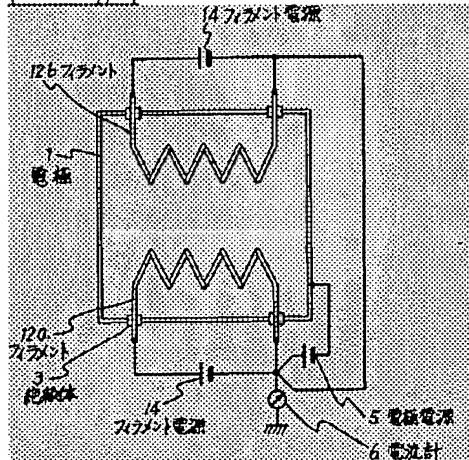 14 フィラメント電源
12b フィラメント
1
電極
12a
フィラメント
3
絶縁体
14
フィラメント電源
5 電極電源
6 電流計